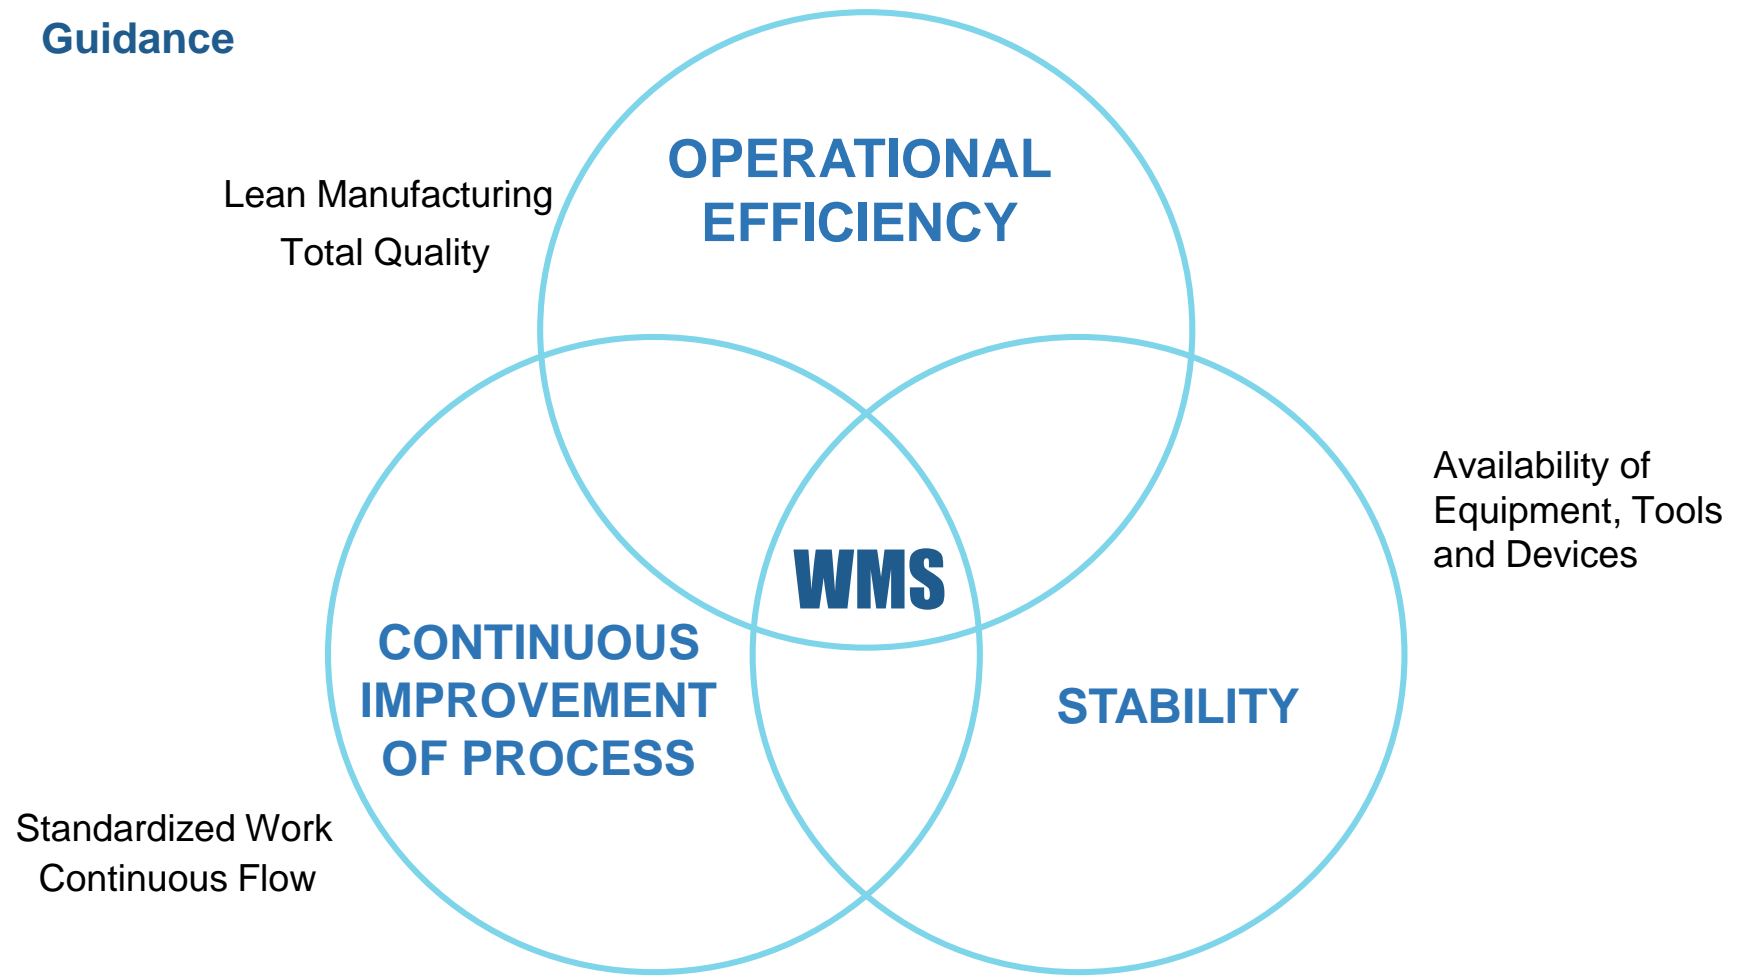 Guidance
OPERATIONAL
EFFICIENCY
Lean Manufacturing
Total Quality
Availability of
Equipment, Tools
and Devices
WMS
CONTINUOUS
IMPROVEMENT
OF PROCESS
STABILITY
Standardized Work
Continuous Flow